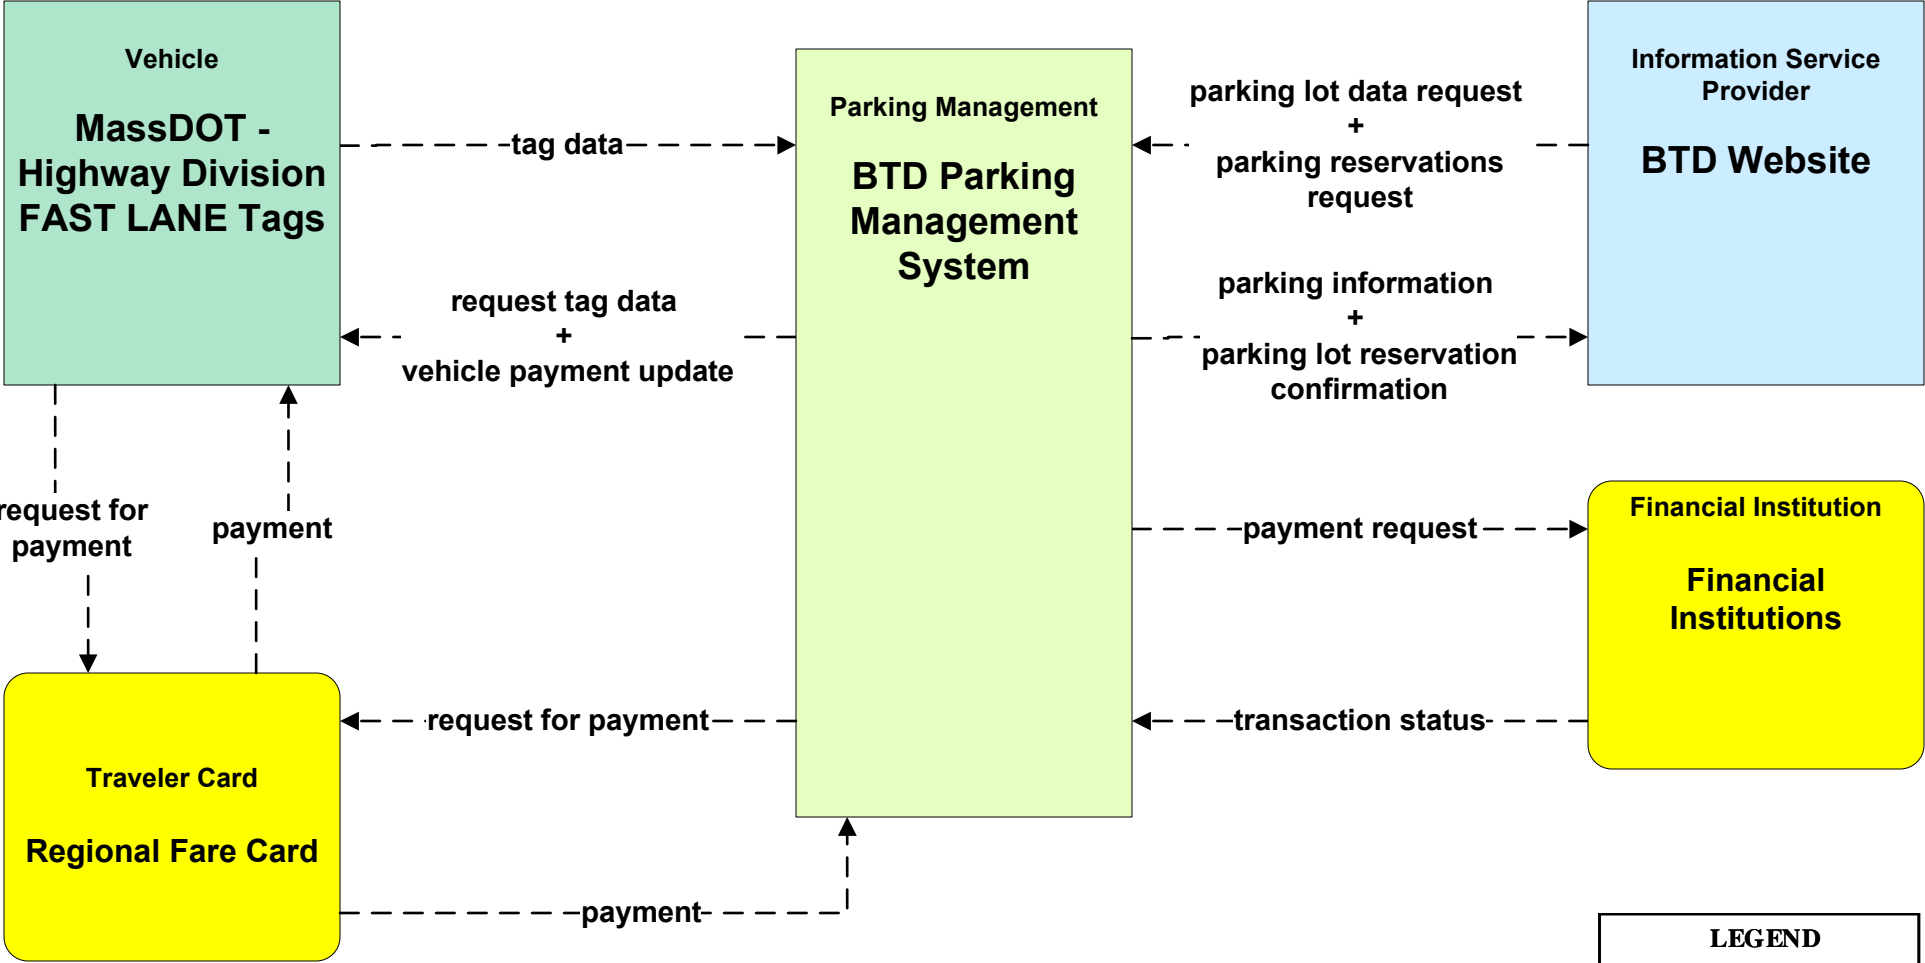 Vehicle
MassDOT -
Highway Division
FAST LANE Tags
tag data
request tag data
+
vehicle payment update
Parking Management
BTD Parking
Management
System
parking lot data request
+
parking reservations
request
parking information
+
parking lot reservation
confirmation
Information Service
Provider
BTD Website
request for
payment
payment
payment request
Financial Institution
Financial
Institutions
request for payment
transaction status
Traveler Card
Regional Fare Card
payment
LEGEND